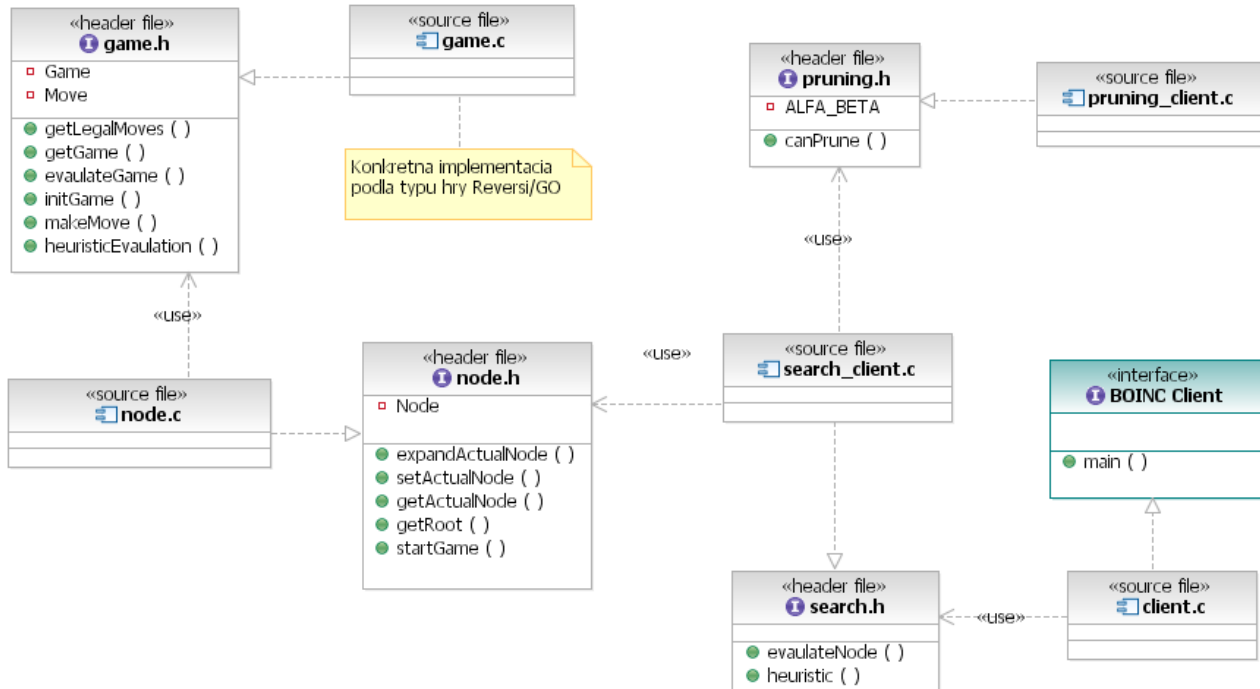 «header file»
game.h
Game
Move
getLegalMoves ( )
getGame ( )
evaulateGame ( )
initGame ( )
makeMove ( )
heuristicEvaulation ( )
«source file»
game.c
Konkretna implementacia
podla typu hry Reversi/GO
«header file»
pruning.h
ALFA_BETA
canPrune ( )
«source file»
pruning_client.c
«use»
«use»
«source file»
node.c
«header file»
node.h
Node
expandActualNode ( )
setActualNode ( )
getActualNode ( )
getRoot ( )
startGame ( )
«use»
«source file»
search_client.c
«interface»
BOINC Client
main ( )
«header file»
search.h
evaulateNode ( )
heuristic ( )
«use»
«source file»
client.c